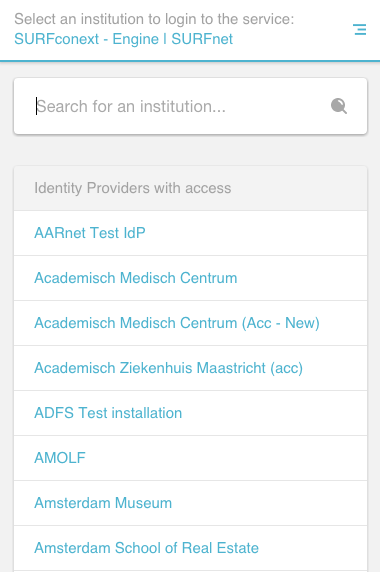 Select an institution to login to the service:
SURFconext - Engine | SURFnet
Search for an institution...
Identity Providers with access
AARnet Test IdP
Academisch Medisch Centrum
Academisch Medisch Centrum (Acc - New)
Academisch Ziekenhuis Maastricht (acc)
ADFS Test installation
AMOLF
Amsterdam Museum
Amsterdam School of Real Estate